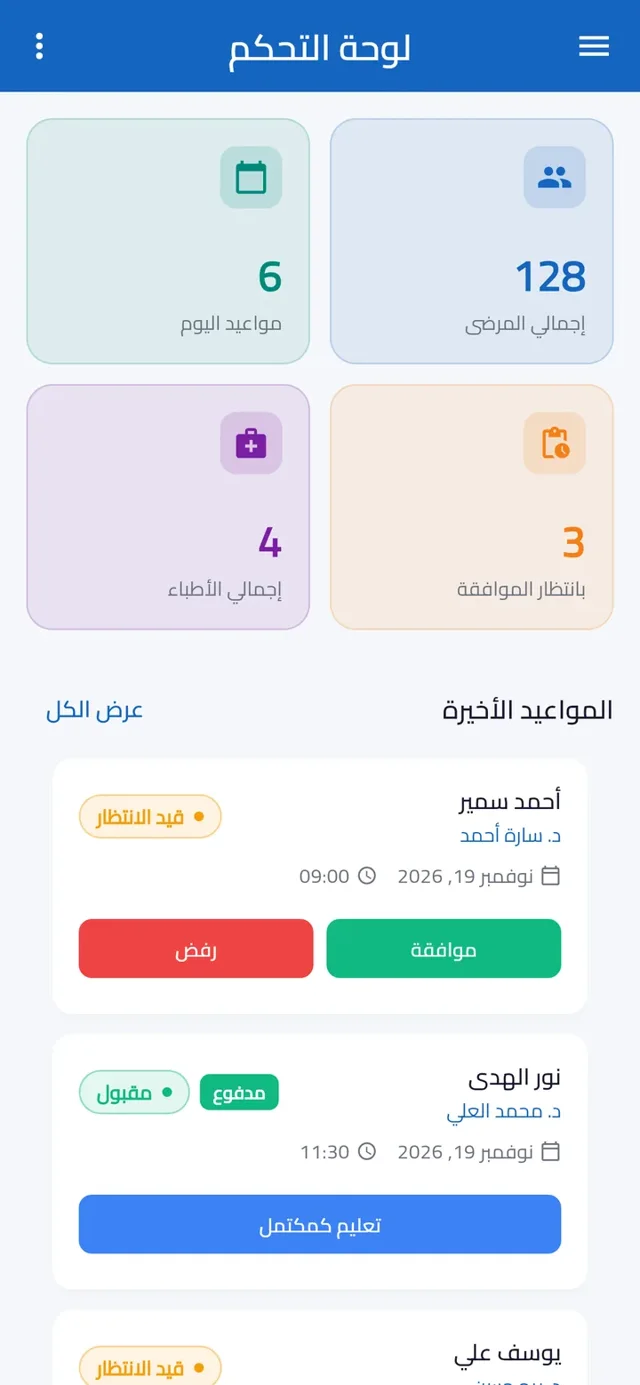 لوحة التحكم
128
إجمالي المرضى
6
مواعيد اليوم
3
بانتظار الموافقة
4
إجمالي الأطباء
المواعيد الأخيرة
عرض الكل
أحمد سمير
قيد الانتظار
د. سارة أحمد
نوفمبر 19, 2026
09:00
موافقة
رفض
نور الهدى
مدفوع
مقبول
د. محمد العلي
نوفمبر 19, 2026
11:30
تعليم كمكتمل
يوسف علي
قيد الانتظار